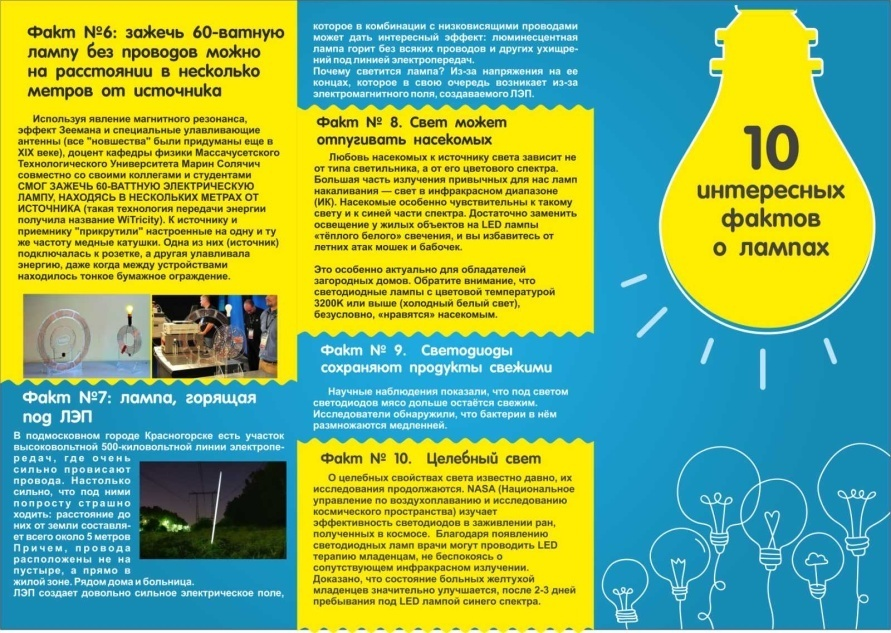 Факт №6: зажечь 60-ватную
лампу без проводов можно
на расстоянии в несколько
метров от источника
Используя явление магнитного резонанса,
эффект Зеемана и специальные улавливающие
антенны (все "новшества" были придуманы еще в
XIX веке), доцент кафедры физики Массачусетского
Технологического Университета Марин Солячич
совместно со своими коллегами и студентами
СМОГ ЗАЖЕЧЬ 60-ВАТТНУЮ ЭЛЕКТРИЧЕСКУЮ
ЛАМПУ, НАХОДЯСЬ В НЕСКОЛЬКИХ МЕТРАХ ОТ
ИСТОЧНИКА (такая технология передачи энергии
получила название WiTricity). К источнику и
приемнику "прикрутили" настроенные на одну и ту
же частоту медные катушки. Одна из них (источник)
подключалась к розетке, а другая улавливала
энергию, даже когда между устройствами
находилось тонкое бумажное ограждение.
Факт №7: лампа, горящая
под ЛЭП
В подмосковном городе Красногорске есть участок
высоковольтной 500-киловольтной линии электропе-
редач, где очень
сильно провисают
провода. Настолько
сильно, что под ними
попросту страшно
ходить: расстояние до
них от земли составля-
ет всего около 5 метров
Причем, провода
расположены не на
пустыре, а прямо в
жилой зоне. Рядом дома и больница.
ЛЭП создает довольно сильное электрическое поле,
которое в комбинации с низковисящими проводами
может дать интересный эффект: люминесцентная
лампа горит без всяких проводов и других ухищре-
ний под линией электропередач.
Почему светится лампа? Из-за напряжения на ее
концах, которое в свою очередь возникает из-за
электромагнитного поля, создаваемого ЛЭП.
Факт № 8. Свет может
отпугивать насекомых
Любовь насекомых к источнику света зависит не
от типа светильника, а от его цветового спектра.
Большая часть излучения привычных для нас ламп
накаливания — свет в инфракрасном диапазоне
(ИК). Насекомые особенно чувствительны к такому
свету и к синей части спектра. Достаточно заменить
освещение у жилых объектов на LED лампы
«тёплого белого» свечения, и вы избавитесь от
летних атак мошек и бабочек.
Это особенно актуально для обладателей
загородных домов. Обратите внимание, что
светодиодные лампы с цветовой температурой
3200K или выше (холодный белый свет),
безусловно, «нравятся» насекомым.
Факт № 9. Светодиоды
сохраняют продукты свежими
Научные наблюдения показали, что под светом
светодиодов мясо дольше остаётся свежим.
Исследователи обнаружили, что бактерии в нём
размножаются медленней.
Факт № 10. Целебный свет
О целебных свойствах света известно давно, их
исследования продолжаются. NASA (Национальное
управление по воздухоплаванию и исследованию
космического пространства) изучает
эффективность светодиодов в заживлении ран,
полученных в космосе. Благодаря появлению
светодиодных ламп врачи могут проводить LED
терапию младенцам, не беспокоясь о
сопутствующем инфракрасном излучении.
Доказано, что состояние больных желтухой
младенцев значительно улучшается, после 2-3 дней
пребывания под LED лампой синего спектра.
10
интересных
фактов
о лампах